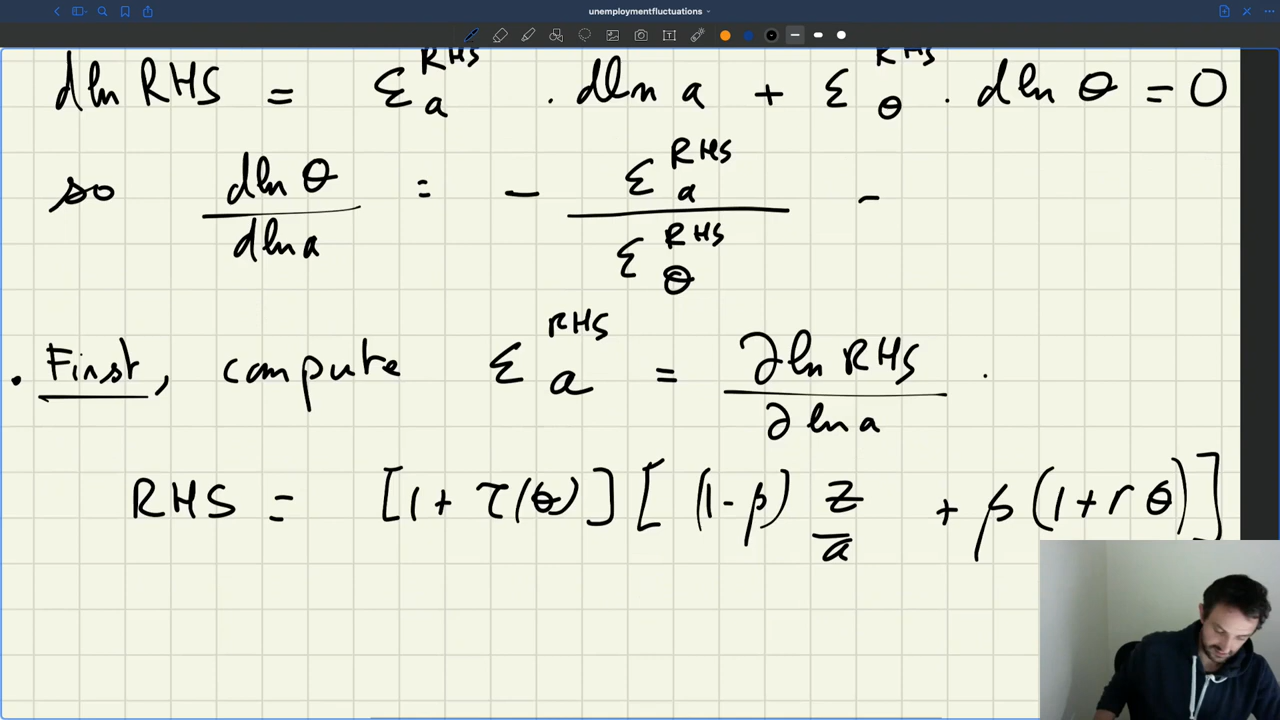 unemploymentfluctuations
d ln RHS = ε_a^RHS . d ln a + ε_θ^RHS . d ln θ = 0
so d ln θ / d ln a = - ε_a^RHS / ε_θ^RHS -
. First, compute ε_a^RHS = ∂ ln RHS / ∂ ln a .
RHS = [1 + τ(θ)] [(1-β) z/a + β (1 + r θ)]